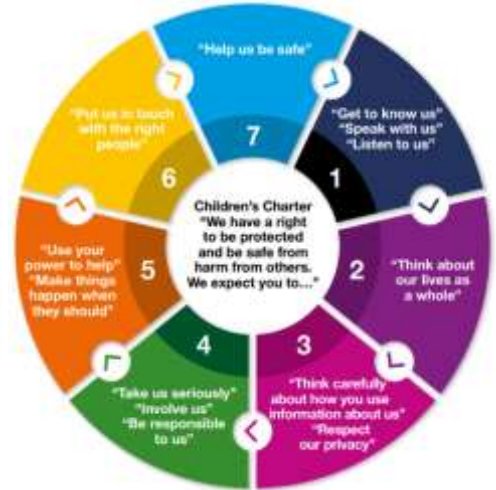 Children's Charter
"We have a right
to be protected
and be safe from
harm from others.
We expect you to..."
1
"Get to know us"
"Speak with us"
"Listen to us"
2
"Think about
our lives as
a whole"
3
"Think carefully
about how you use
information about us"
"Respect
our privacy"
4
"Take us seriously"
"Involve us"
"Be responsible
to us"
5
"Use your
power to help"
"Make things
happen when
they should"
6
"Put us in touch
with the right
people"
7
"Help us be safe"